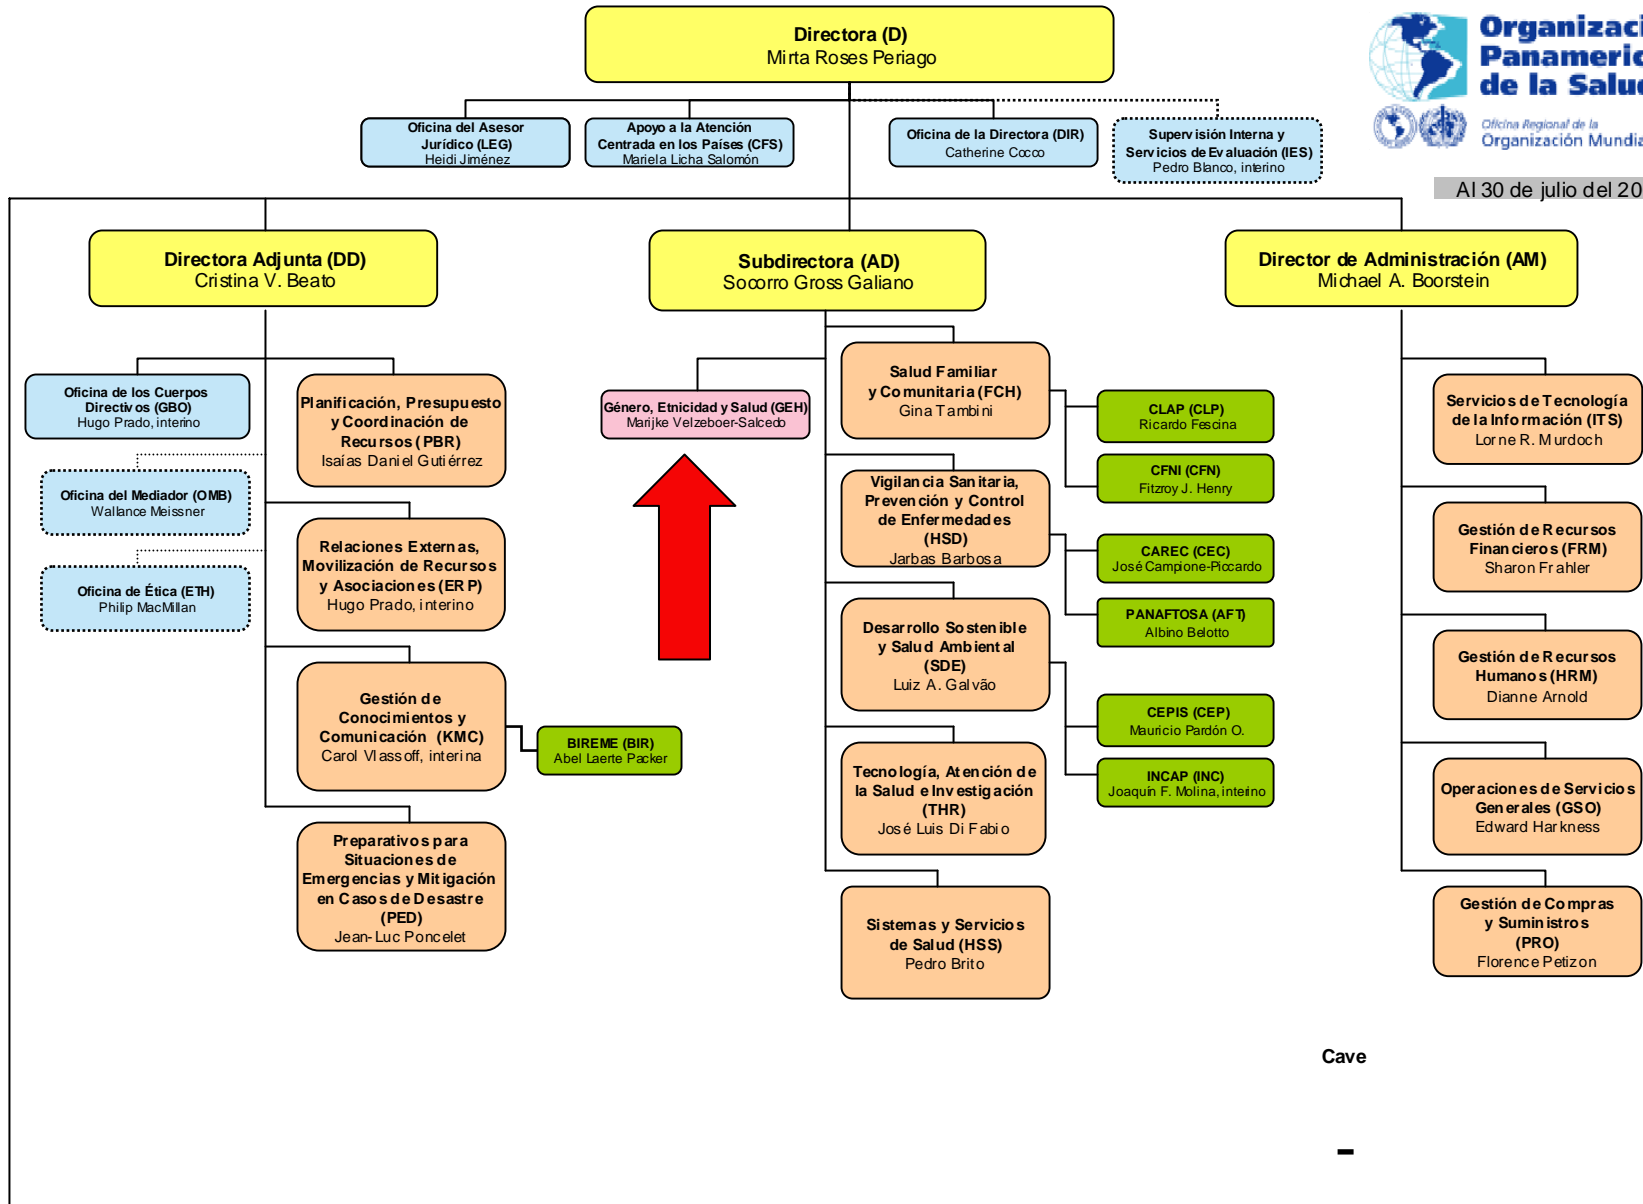 Directora (D)
Mirta Roses Periago
Organizaci
Panameric
de la Salud
Oficina Regional de la
Organización Mundia
Al 30 de julio del 20
Oficina del Asesor
Jurídico (LEG)
Heidi Jiménez
Apoyo a la Atención
Centrada en los Países (CFS)
Mariela Licha Salomón
Oficina de la Directora (DIR)
Catherine Cocco
Supervisión Interna y
Servicios de Evaluación (IES)
Pedro Blanco, interino
Directora Adjunta (DD)
Cristina V. Beato
Subdirectora (AD)
Socorro Gross Galiano
Director de Administración (AM)
Michael A. Boorstein
Oficina de los Cuerpos
Directivos (GBO)
Hugo Prado, interino
Oficina del Mediador (OMB)
Wallance Meissner
Oficina de Ética (ETH)
Philip MacMillan
Planificación, Presupuesto
y Coordinación de
Recursos (PBR)
Isaías Daniel Gutiérrez
Relaciones Externas,
Movilización de Recursos
y Asociaciones (ERP)
Hugo Prado, interino
Gestión de
Conocimientos y
Comunicación (KMC)
Carol Vlassoff, interina
BIREME (BIR)
Abel Laerte Packer
Preparativos para
Situaciones de
Emergencias y Mitigación
en Casos de Desastre
(PED)
Jean-Luc Poncelet
Género, Etnicidad y Salud (GEH)
Marijke Velzeboer-Salcedo
Salud Familiar
y Comunitaria (FCH)
Gina Tambini
CLAP (CLP)
Ricardo Fescina
CFNI (CFN)
Fitzroy J. Henry
Vigilancia Sanitaria,
Prevención y Control
de Enfermedades
(HSD)
Jarbas Barbosa
CAREC (CEC)
José Campione-Piccardo
PANAFTOSA (AFT)
Albino Belotto
Desarrollo Sostenible
y Salud Ambiental
(SDE)
Luiz A. Galvão
CEPIS (CEP)
Mauricio Pardón O.
INCAP (INC)
Joaquín F. Molina, interino
Tecnología, Atención de
la Salud e Investigación
(THR)
José Luis Di Fabio
Sistemas y Servicios
de Salud (HSS)
Pedro Brito
Servicios de Tecnología
de la Información (ITS)
Lorne R. Murdoch
Gestión de Recursos
Financieros (FRM)
Sharon Frahler
Gestión de Recursos
Humanos (HRM)
Dianne Arnold
Operaciones de Servicios
Generales (GSO)
Edward Harkness
Gestión de Compras
y Suministros
(PRO)
Florence Petizon
Cave
-